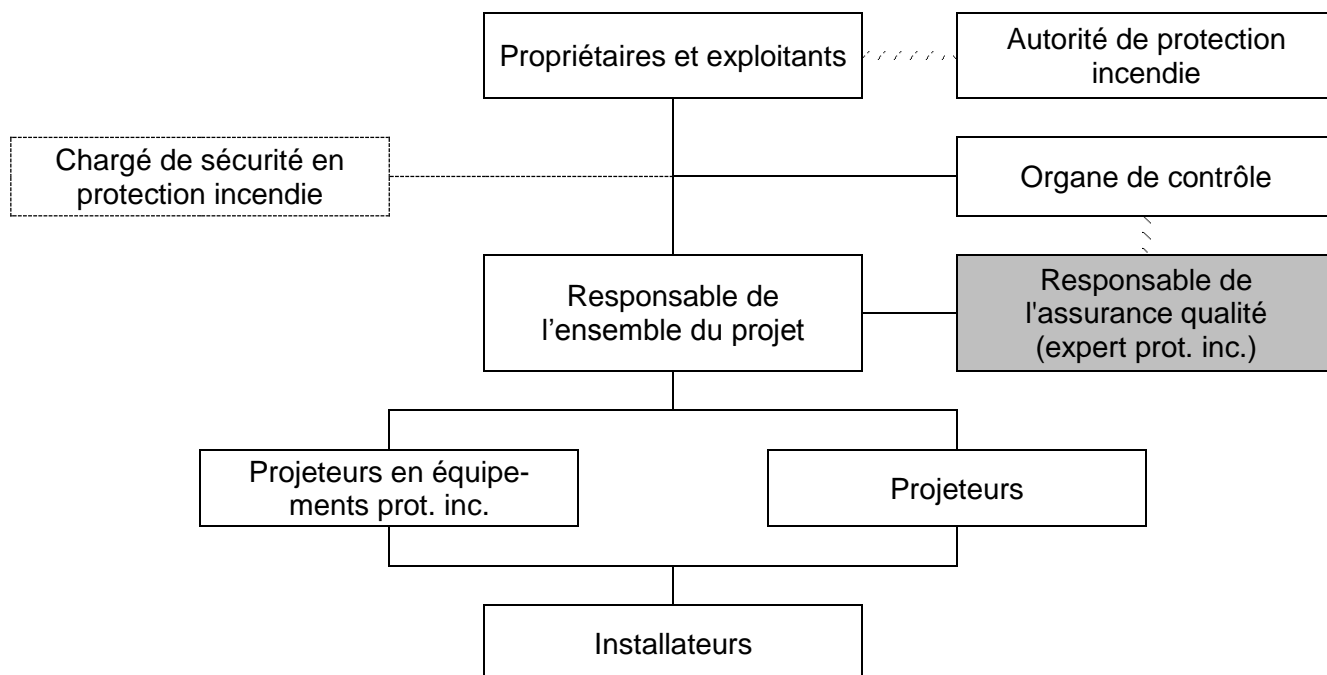 Propriétaires et exploitants
Autorité de protection
incendie
Chargé de sécurité en
protection incendie
Organe de contrôle
Responsable de
l’ensemble du projet
Responsable de
l'assurance qualité
(expert prot. inc.)
Projeteurs en équipe-
ments prot. inc.
Projeteurs
Installateurs